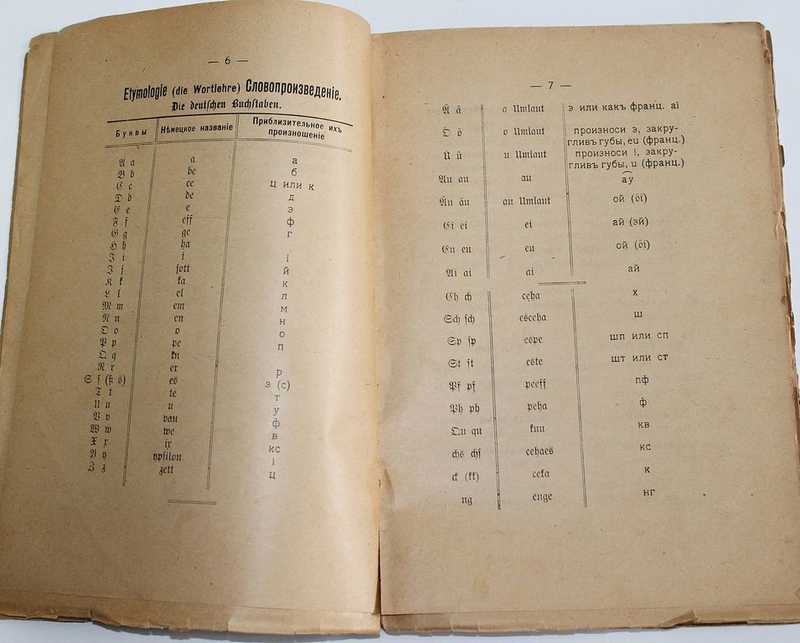 — 6 —
Etymologie (die Wortlehre) Словопроизведеніе.
Die deutschen Buchstaben.
Буквы Нѣмецкое названіе Приблизительное ихъ произношеніе
A a a а
B b be б
C c ce ц или к
D d de д
E e e э
F f eff ф
G g ge г
H h ha
I i i і
J j jott й
K k ka к
L l el л
M m em м
N n en н
O o o о
P p pe п
Q q ku
R r er р
S ſ (ß s) es з (с)
T t te т
U u u у
V v vau ф
W w we в
X x ix кс
Y y ypsilon і
Z z zett ц
— 7 —
Ä ä a Umlaut э или какъ франц. ai
Ö ö o Umlaut произноси э, закру-
гливъ губы, eu (франц.)
Ü ü u Umlaut произноси і, закру-
гливъ губы, u (франц.)
Au au au ау
Äu äu au Umlaut ой (öi)
Ei ei ei ай (эй)
Eu eu eu ой (öi)
Ai ai ai ай
Ch ch ceha х
Sch sch esceha ш
Sp sp espe шп или сп
St st este шт или ст
Pf pf peeff пф
Ph ph peha ф
Qu qu kuu кв
chs chs cehaes кс
ck (kk) ceka к
ng enge нг